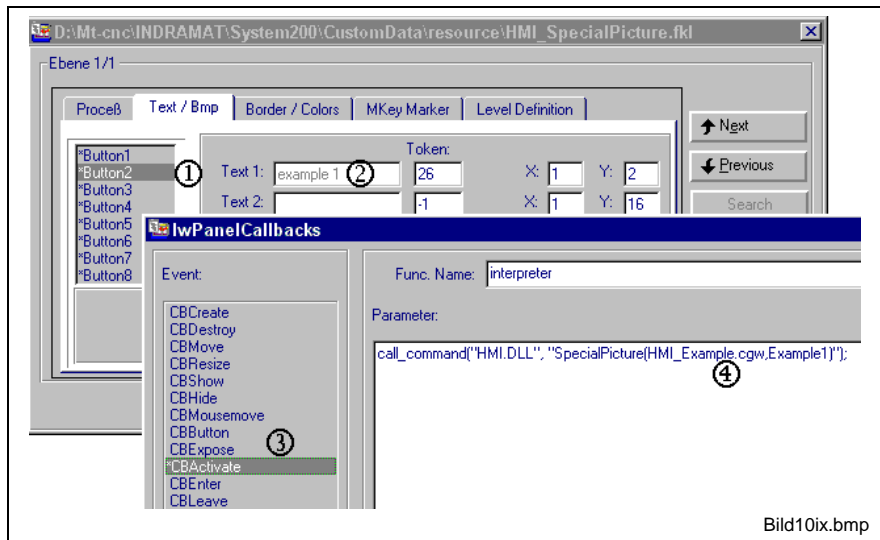 D:\Mt-cnc\INDRAMAT\System200\CustomData\resource\HMI_SpecialPicture.fkl
Ebene 1/1
Proceß Text / Bmp Border / Colors MKey Marker Level Definition
Next
Previous
Search
*Button1
*Button2
*Button3
*Button4
*Button5
*Button6
*Button7
*Button8
①
Token:
Text 1: example 1 ② 26 X: 1 Y: 2
Text 2: -1 X: 1 Y: 16
IwPanelCallbacks
Event:
CBCreate
CBDestroy
CBMove
CBResize
CBShow
CBHide
CBMousemove
CBButton
CBExpose
*CBActivate
CBEnter
CBLeave
③
Func. Name: interpreter
Parameter:
call_command("HMI.DLL", "SpecialPicture(HMI_Example.cgw,Example1)");
④
Bild10ix.bmp